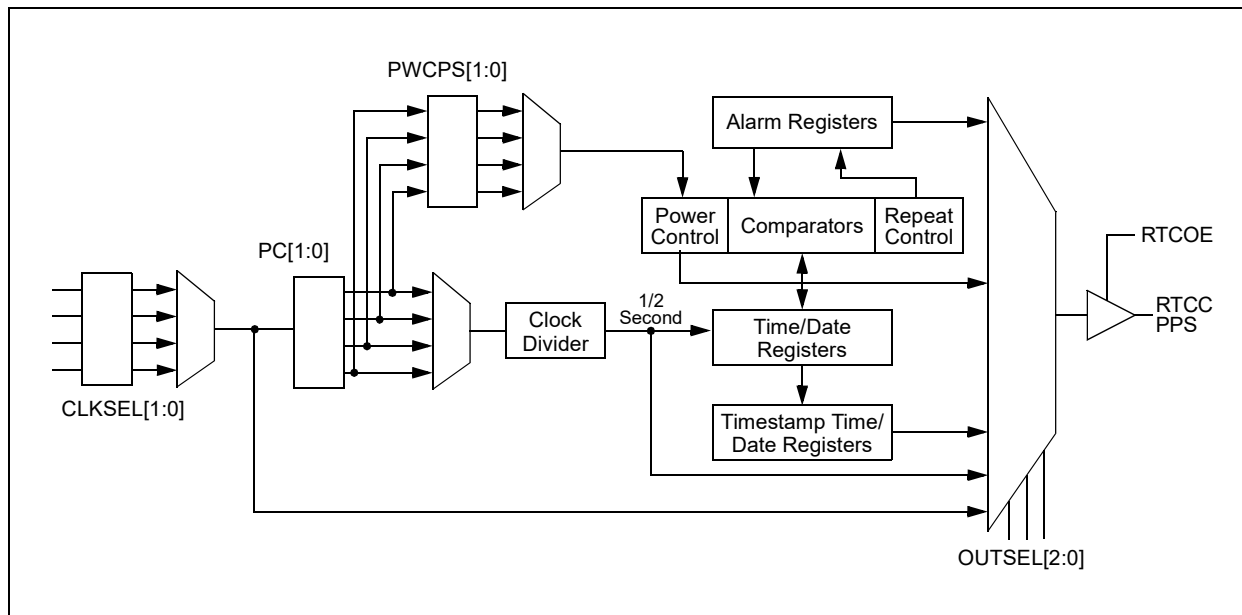 PWCPS[1:0]
Alarm Registers
Power
Control
Comparators
Repeat
Control
RTCOE
PC[1:0]
1/2
Second
RTCC
PPS
Clock
Divider
Time/Date
Registers
CLKSEL[1:0]
Timestamp Time/
Date Registers
OUTSEL[2:0]